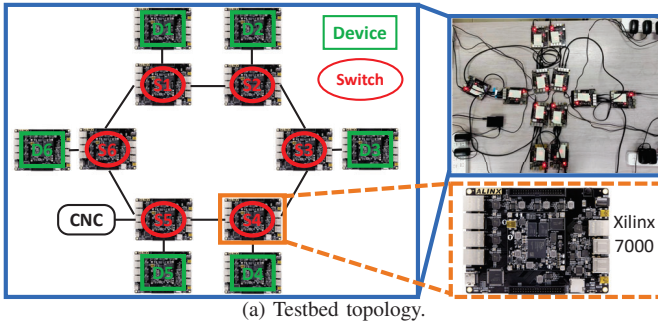 D1
D2
Device
S1
S2
Switch
D6
S6
S3
D3
ALINX
CNC
S5
S4
Xilinx
7000
D5
D4
(a) Testbed topology.